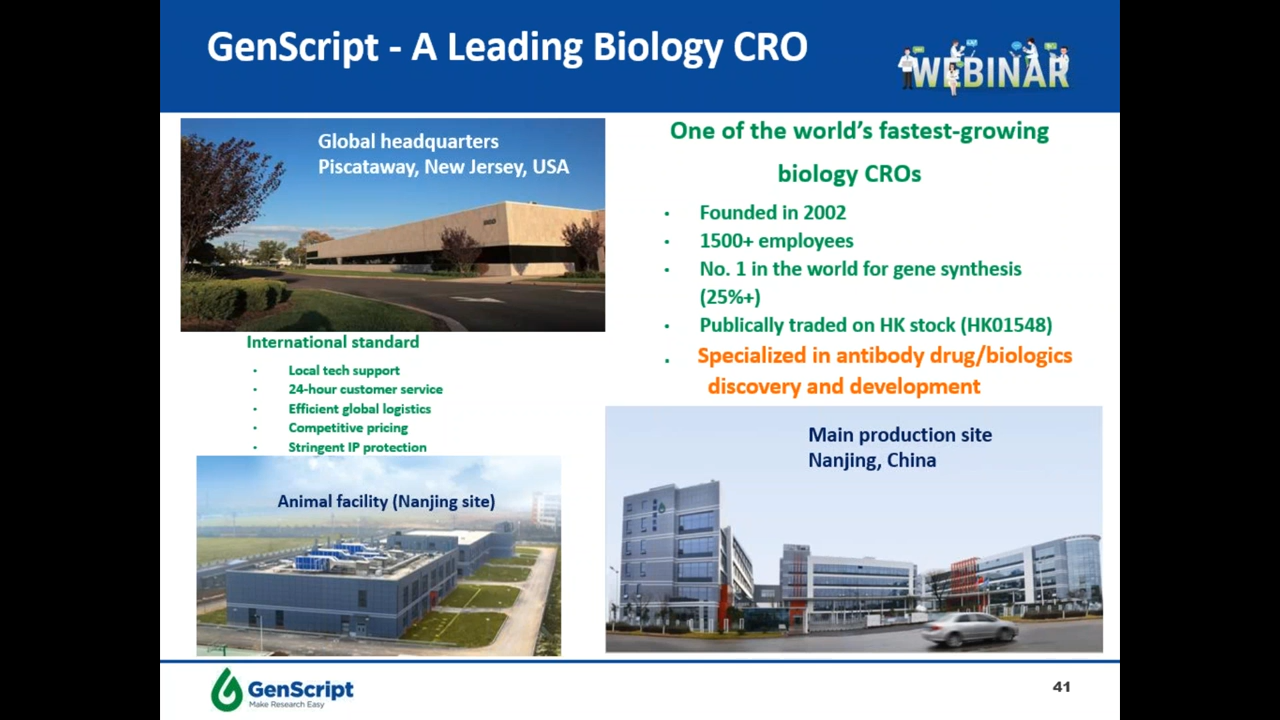 GenScript - A Leading Biology CRO
WEBINAR
Global headquarters
Piscataway, New Jersey, USA
International standard
• Local tech support
• 24-hour customer service
• Efficient global logistics
• Competitive pricing
• Stringent IP protection
Animal facility (Nanjing site)
One of the world's fastest-growing
biology CROs
• Founded in 2002
• 1500+ employees
• No. 1 in the world for gene synthesis
(25%+)
• Publically traded on HK stock (HK01548)
• Specialized in antibody drug/biologics
discovery and development
Main production site
Nanjing, China
GenScript
Make Research Easy
41